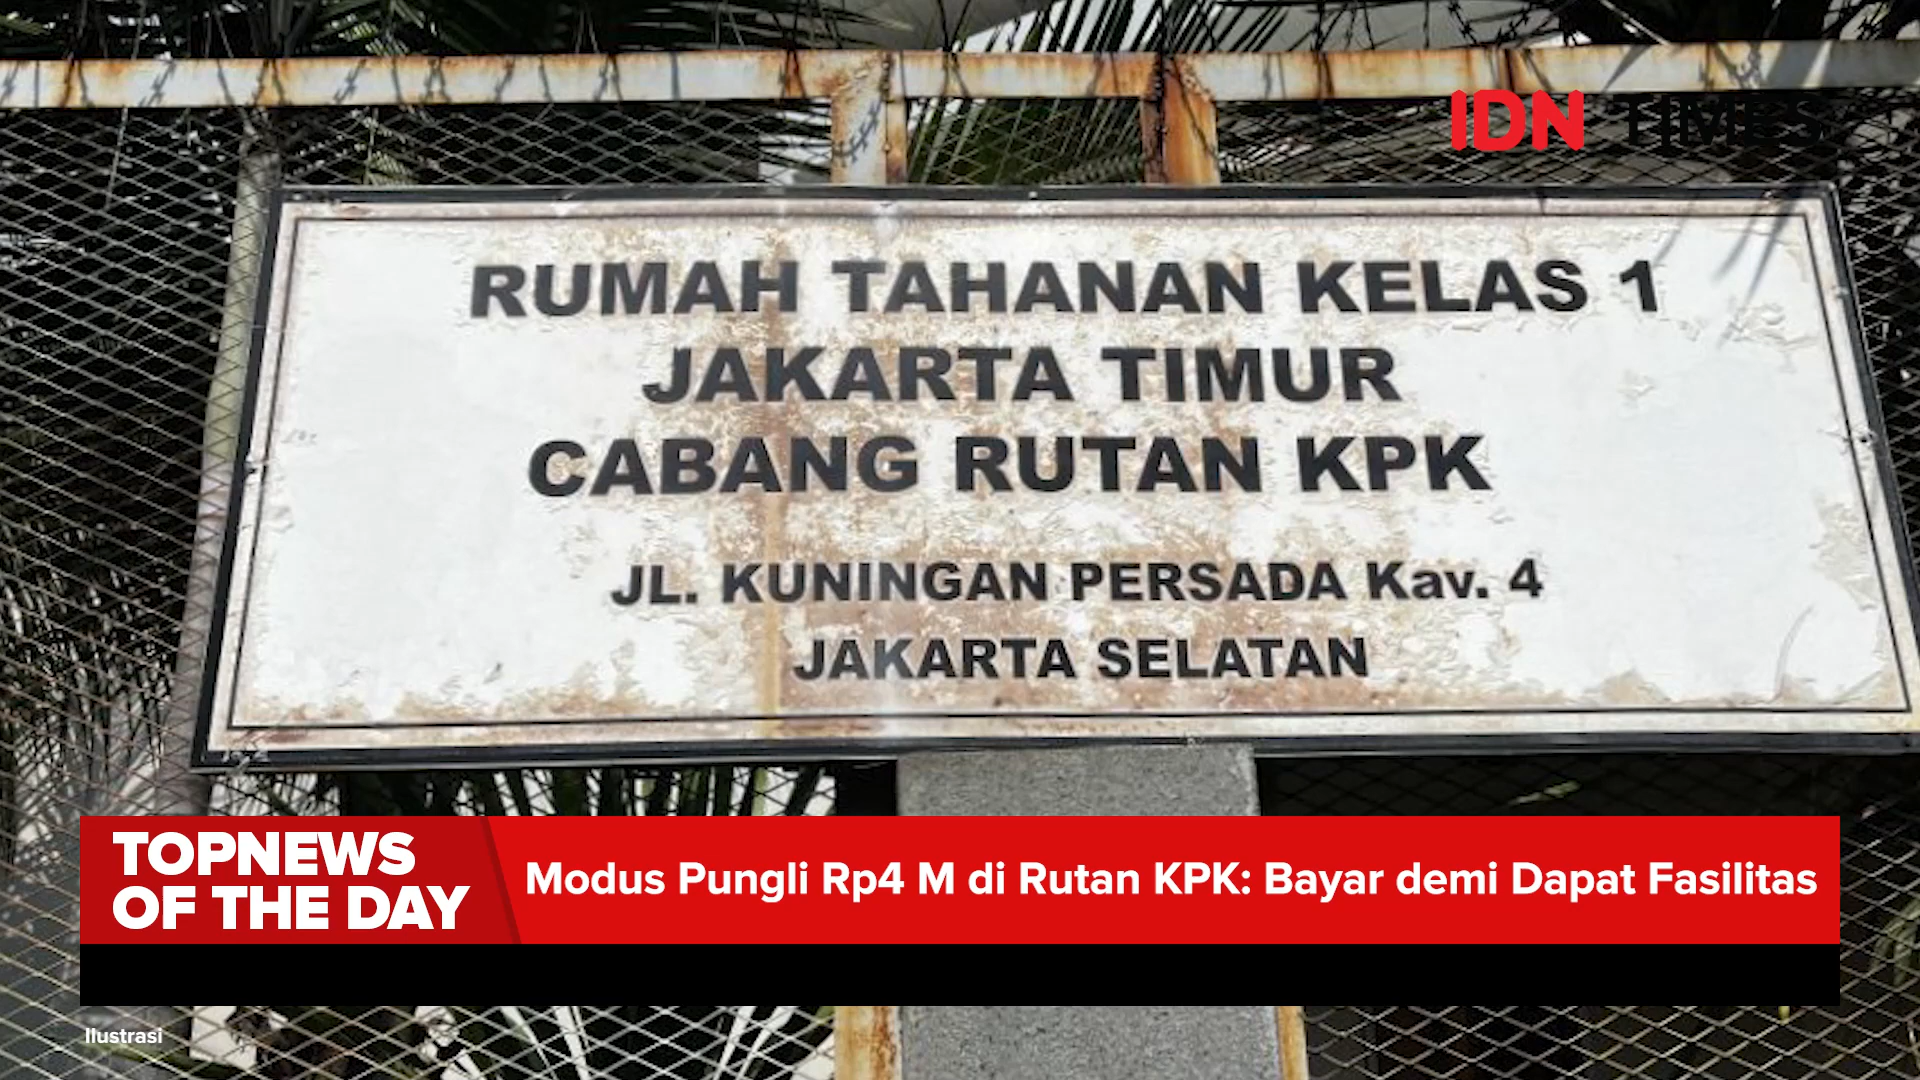 IDN TIMES
RUMAH TAHANAN KELAS 1
JAKARTA TIMUR
CABANG RUTAN KPK
JL. KUNINGAN PERSADA Kav. 4
JAKARTA SELATAN
TOPNEWS
OF THE DAY
Modus Pungli Rp4 M di Rutan KPK: Bayar demi Dapat Fasilitas
Ilustrasi